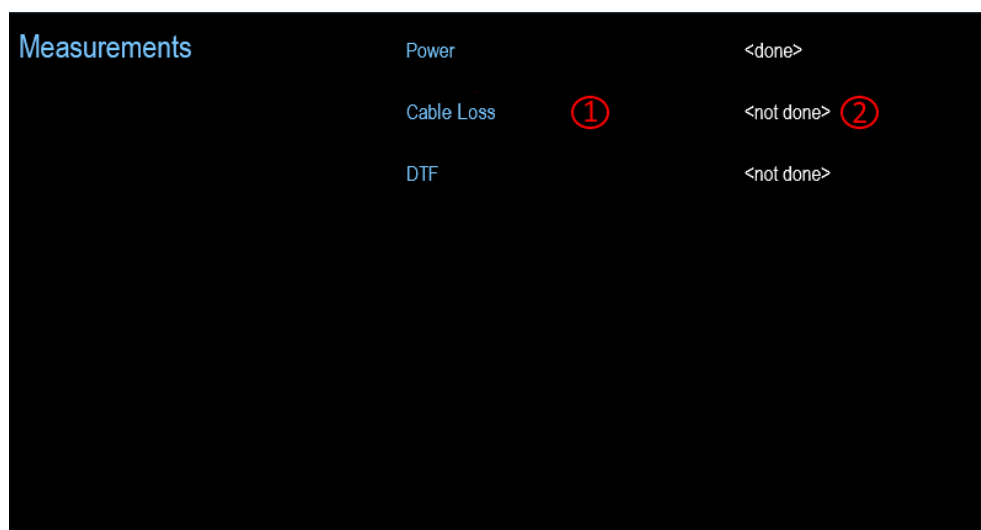 Measurements Power <done>
Cable Loss ① <not done> ②
DTF <not done>